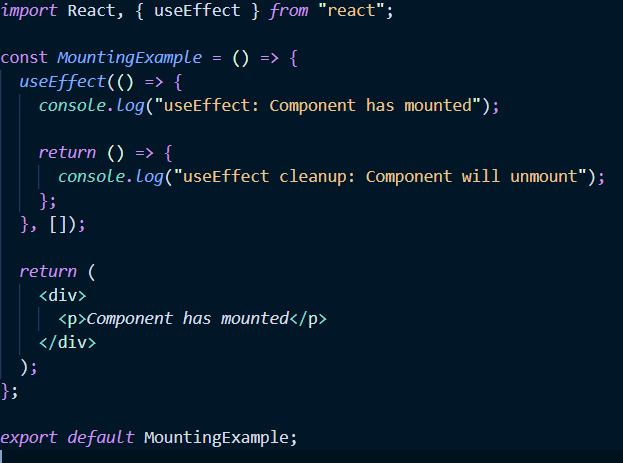 import React, { useEffect } from "react";
const MountingExample = () => {
useEffect(() => {
console.log("useEffect: Component has mounted");
return () => {
console.log("useEffect cleanup: Component will unmount");
};
}, []);
return (
<div>
<p>Component has mounted</p>
</div>
);
};
export default MountingExample;